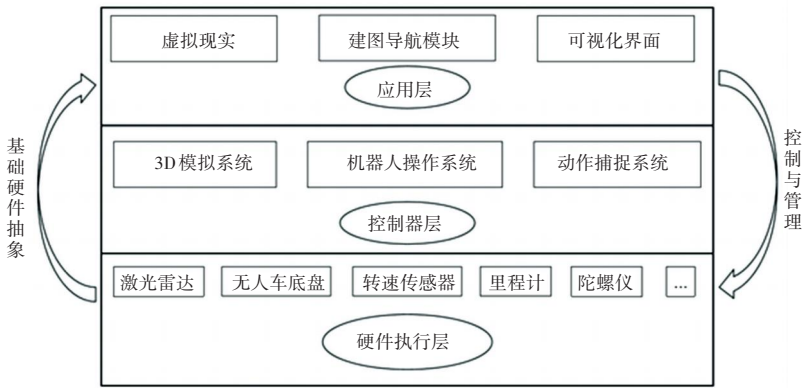 虚拟现实
建图导航模块
可视化界面
应用层
3D模拟系统
机器人操作系统
动作捕捉系统
控制器层
激光雷达
无人车底盘
转速传感器
里程计
陀螺仪
...
硬件执行层
基础硬件抽象
控制与管理